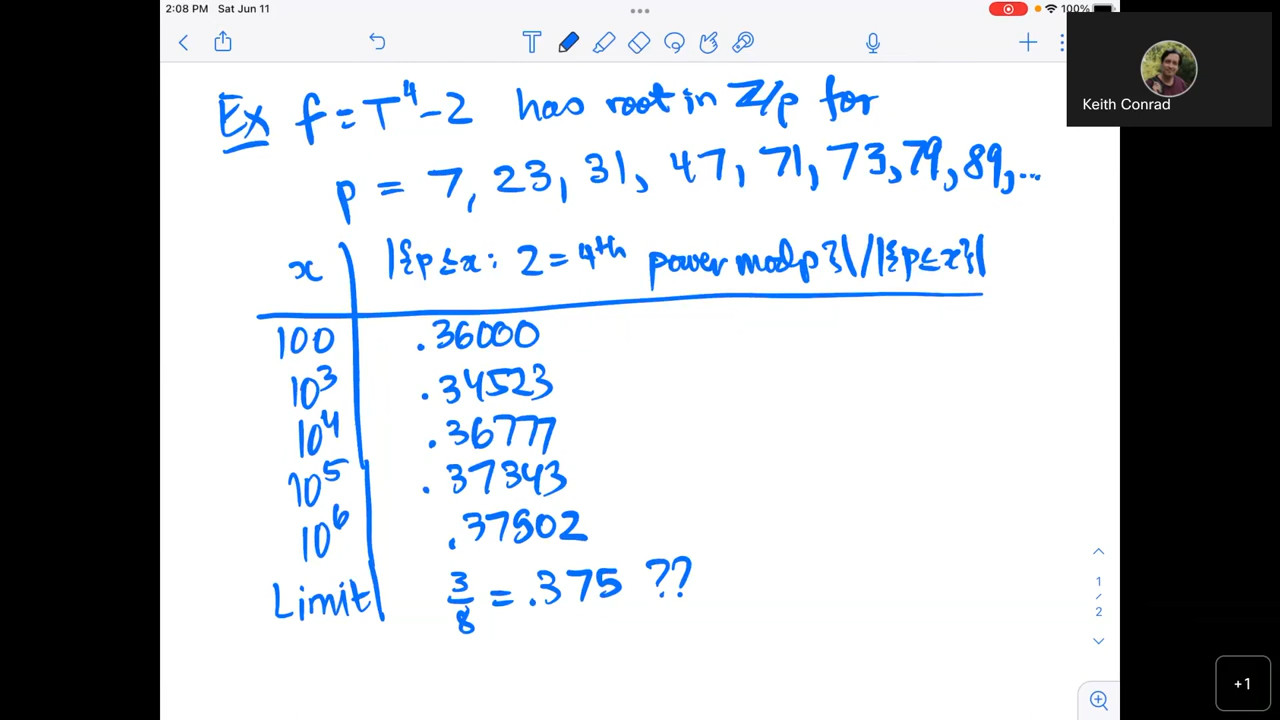 2:08 PM Sat Jun 11
100%
Keith Conrad
Ex f = T⁴-2 has root in Z/p for
p = 7, 23, 31, 47, 71, 73, 79, 89, ...
x |{p≤x: 2=4th power mod p}|/|{p≤x}|
100 .36000
10³ .34523
10⁴ .36777
10⁵ .37343
10⁶ .37502
Limit 3/8 = .375 ??
1
/
2
+1